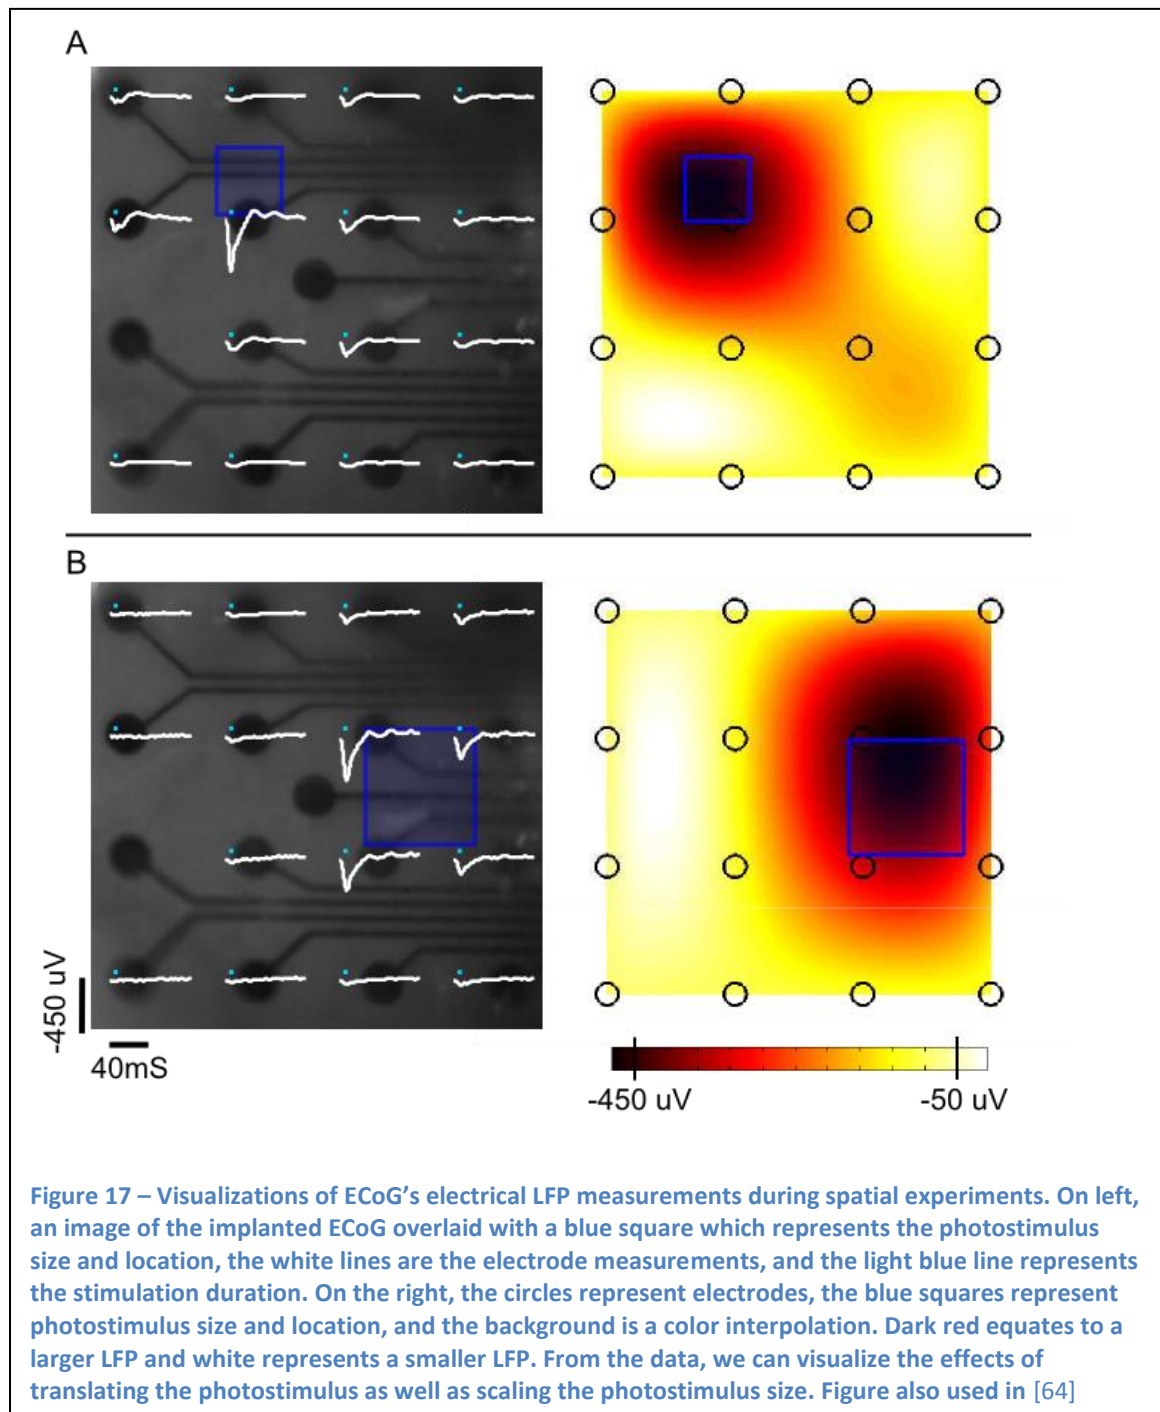 A
B
-450 uV
40mS
-450 uV
-50 uV
Figure 17 – Visualizations of ECoG’s electrical LFP measurements during spatial experiments. On left,
an image of the implanted ECoG overlaid with a blue square which represents the photostimulus
size and location, the white lines are the electrode measurements, and the light blue line represents
the stimulation duration. On the right, the circles represent electrodes, the blue squares represent
photostimulus size and location, and the background is a color interpolation. Dark red equates to a
larger LFP and white represents a smaller LFP. From the data, we can visualize the effects of
translating the photostimulus as well as scaling the photostimulus size. Figure also used in [64]